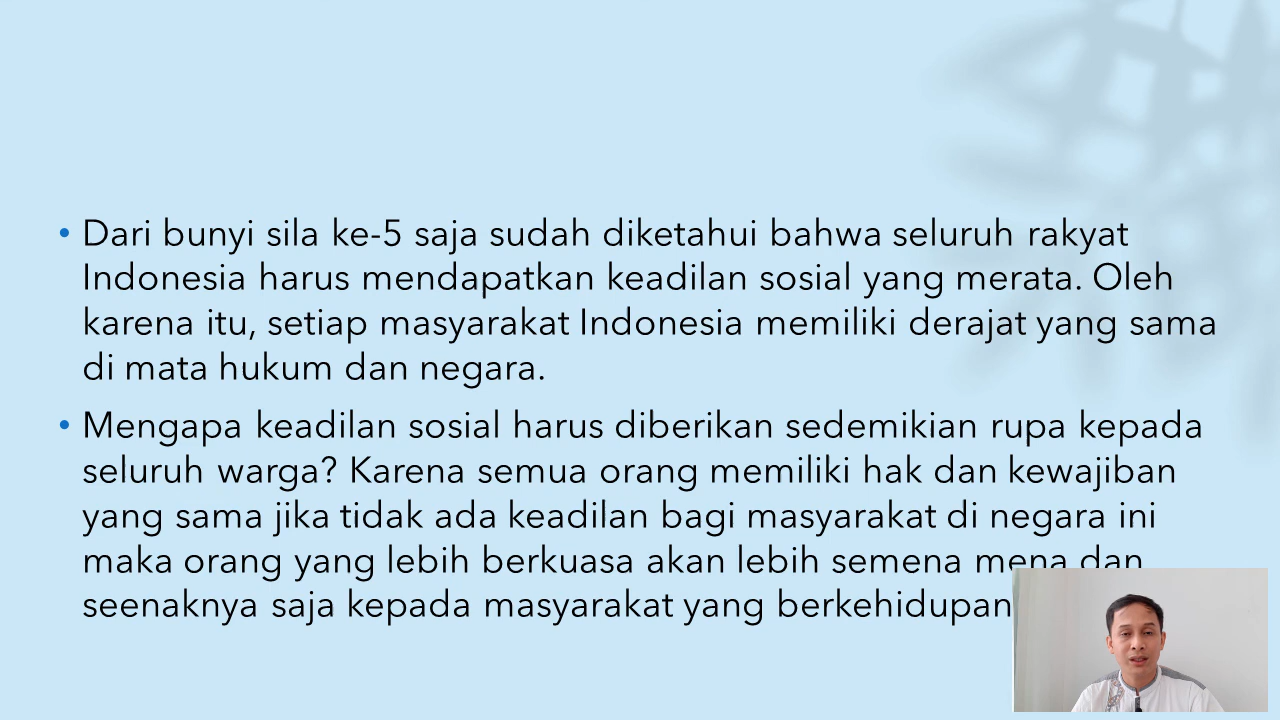 • Dari bunyi sila ke-5 saja sudah diketahui bahwa seluruh rakyat
Indonesia harus mendapatkan keadilan sosial yang merata. Oleh
karena itu, setiap masyarakat Indonesia memiliki derajat yang sama
di mata hukum dan negara.
• Mengapa keadilan sosial harus diberikan sedemikian rupa kepada
seluruh warga? Karena semua orang memiliki hak dan kewajiban
yang sama jika tidak ada keadilan bagi masyarakat di negara ini
maka orang yang lebih berkuasa akan lebih semena mena dan
seenaknya saja kepada masyarakat yang berkehidupan